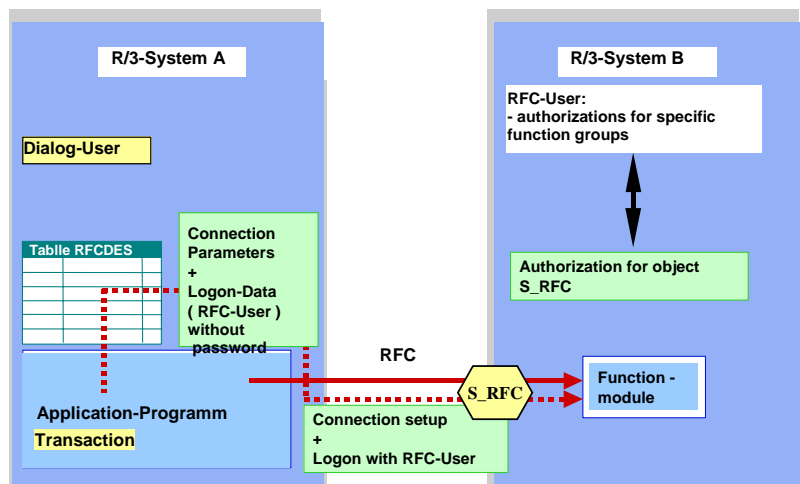 R/3-System A
R/3-System B
RFC-User:
- authorizations for specific
function groups
Dialog-User
Tablle RFCDES
Connection
Parameters
+
Logon-Data
( RFC-User )
without
password
Authorization for object
S_RFC
RFC
S_RFC
Function -
module
Application-Programm
Transaction
Connection setup
+
Logon with RFC-User